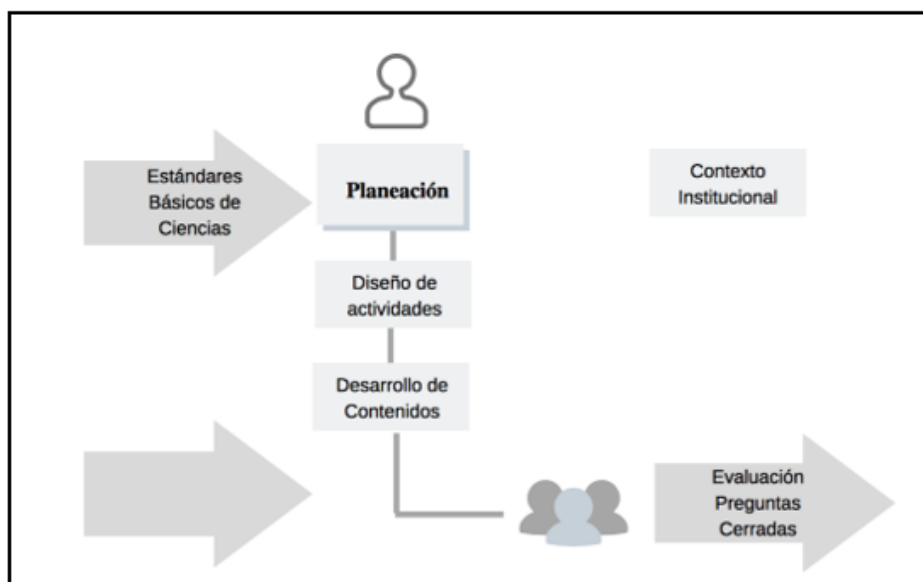 Estándares
Básicos de
Ciencias
Planeación
Contexto
Institucional
Diseño de
actividades
Desarrollo de
Contenidos
Evaluación
Preguntas
Cerradas